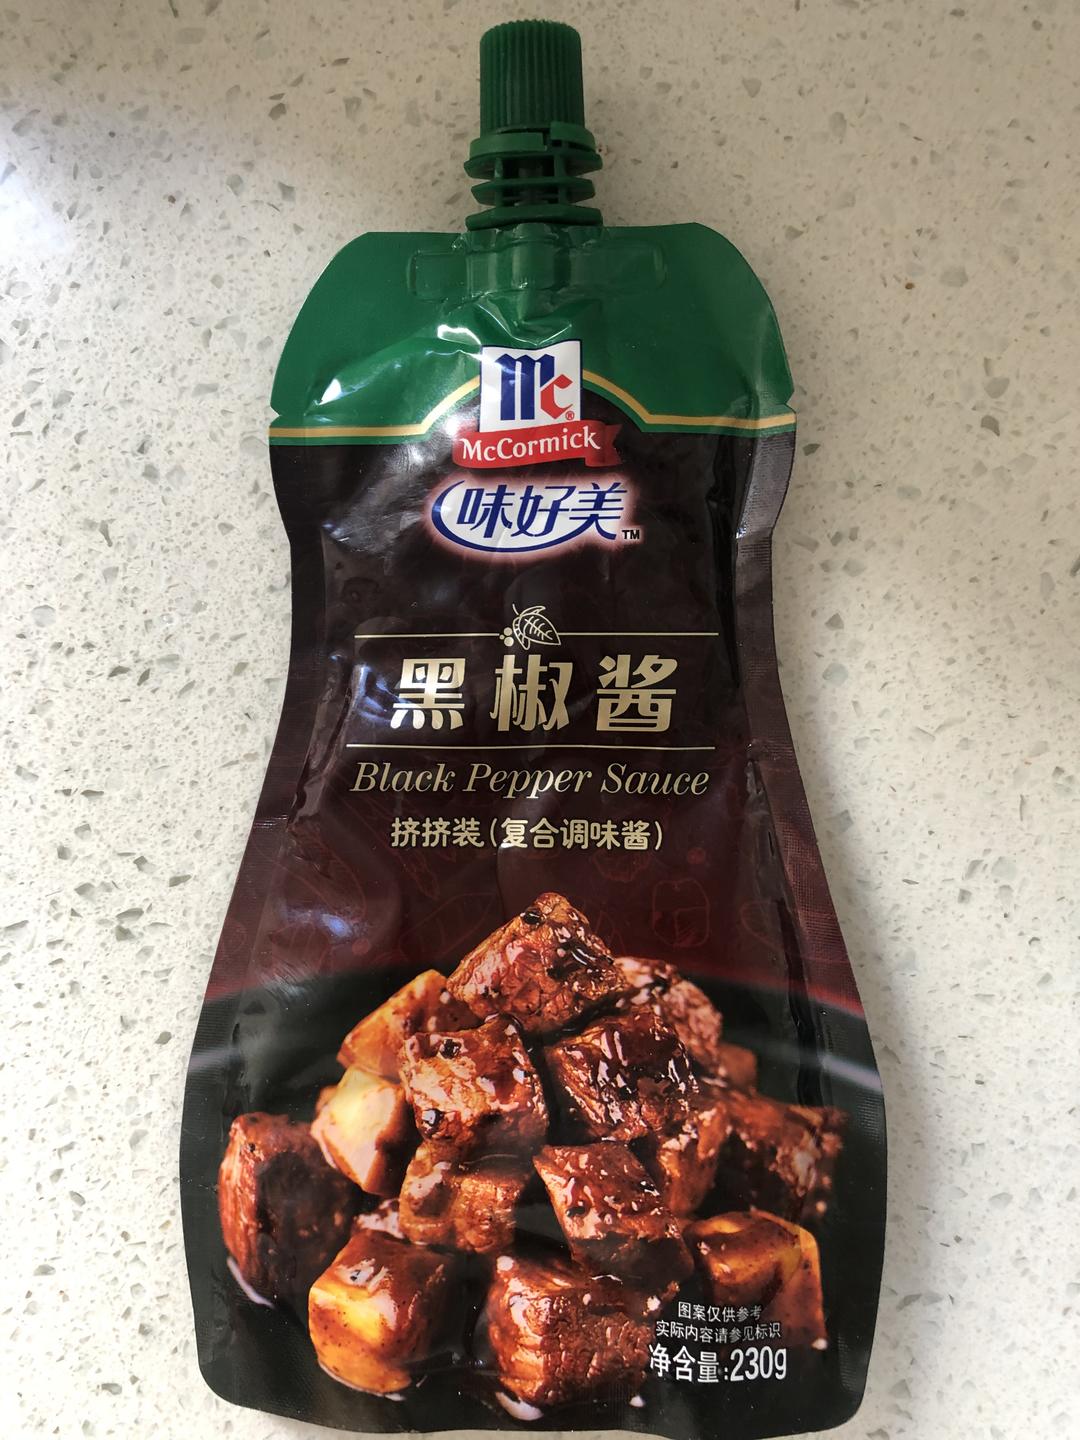 Mc®
McCormick
味好美™
黑椒酱
Black Pepper Sauce
挤挤装(复合调味酱)
图案仅供参考
实际内容请参见标识
净含量:230g